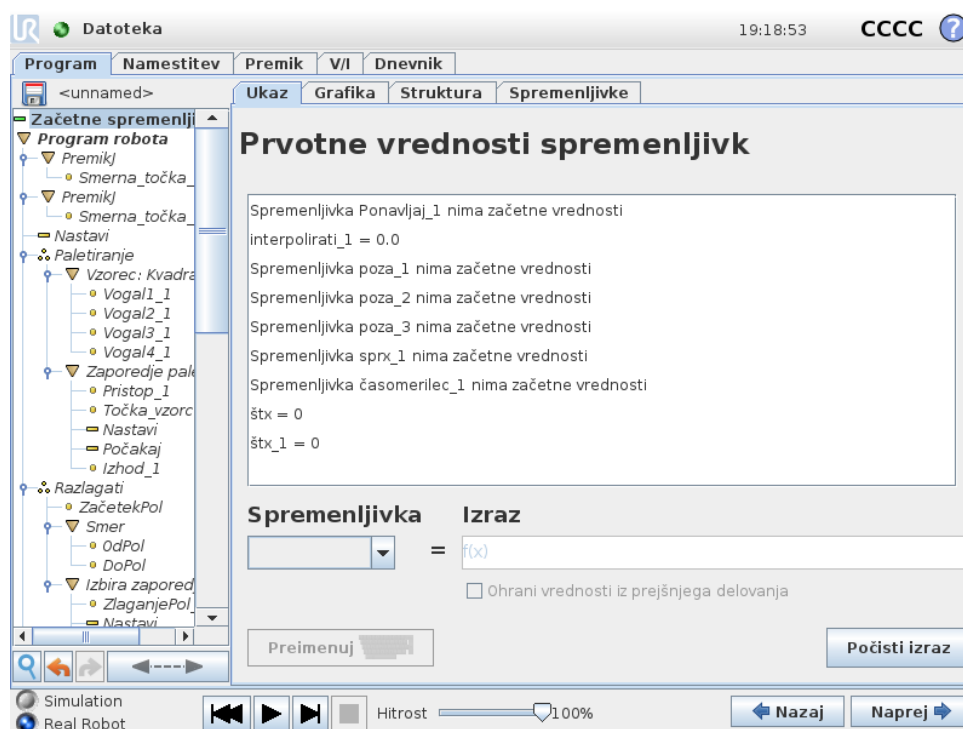 UR Datoteka 19:18:53 CCCC ?
Program Namestitev Premik V/I Dnevnik
<unnamed>
Ukaz Grafika Struktura Spremenljivke
Začetne spremenlji
Program robota
PremikJ
Smerna_točka_
PremikJ
Smerna_točka_
Nastavi
Paletiranje
Vzorec: Kvadra
Vogal1_1
Vogal2_1
Vogal3_1
Vogal4_1
Zaporedje pale
Pristop_1
Točka_vzorc
Nastavi
Počakaj
Izhod_1
Razlagati
ZačetekPol
Smer
OdPol
DoPol
Izbira zapored
ZlaganjePol_
Nastavi
Prvotne vrednosti spremenljivk
Spremenljivka Ponavljaj_1 nima začetne vrednosti
interpolirati_1 = 0.0
Spremenljivka poza_1 nima začetne vrednosti
Spremenljivka poza_2 nima začetne vrednosti
Spremenljivka poza_3 nima začetne vrednosti
Spremenljivka sprx_1 nima začetne vrednosti
Spremenljivka časomerilec_1 nima začetne vrednosti
štx = 0
štx_1 = 0
Spremenljivka Izraz
= f(x)
Ohrani vrednosti iz prejšnjega delovanja
Preimenuj
Počisti izraz
Simulation
Real Robot
Hitrost 100%
Nazaj Naprej